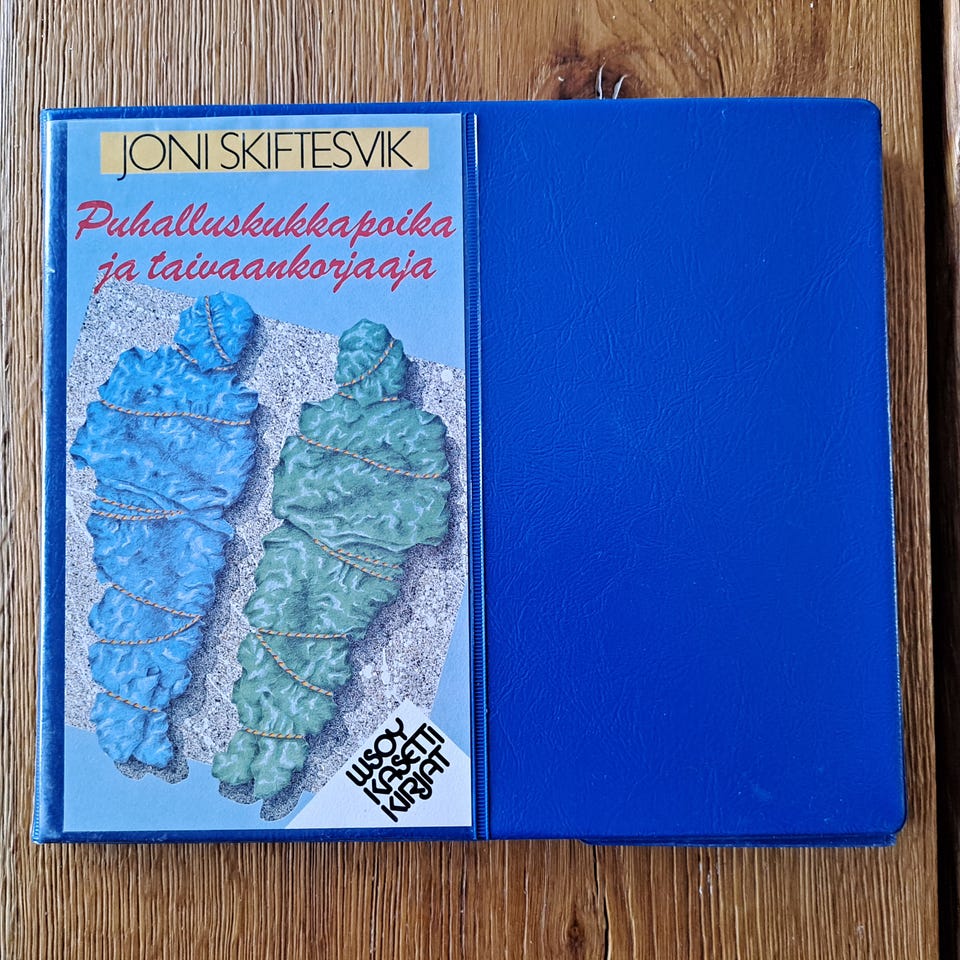 JONI SKIFTESVIK
Puhalluskukkapoika
ja taivaankorjaaja
WSOY
KASETTI
KIRJAT